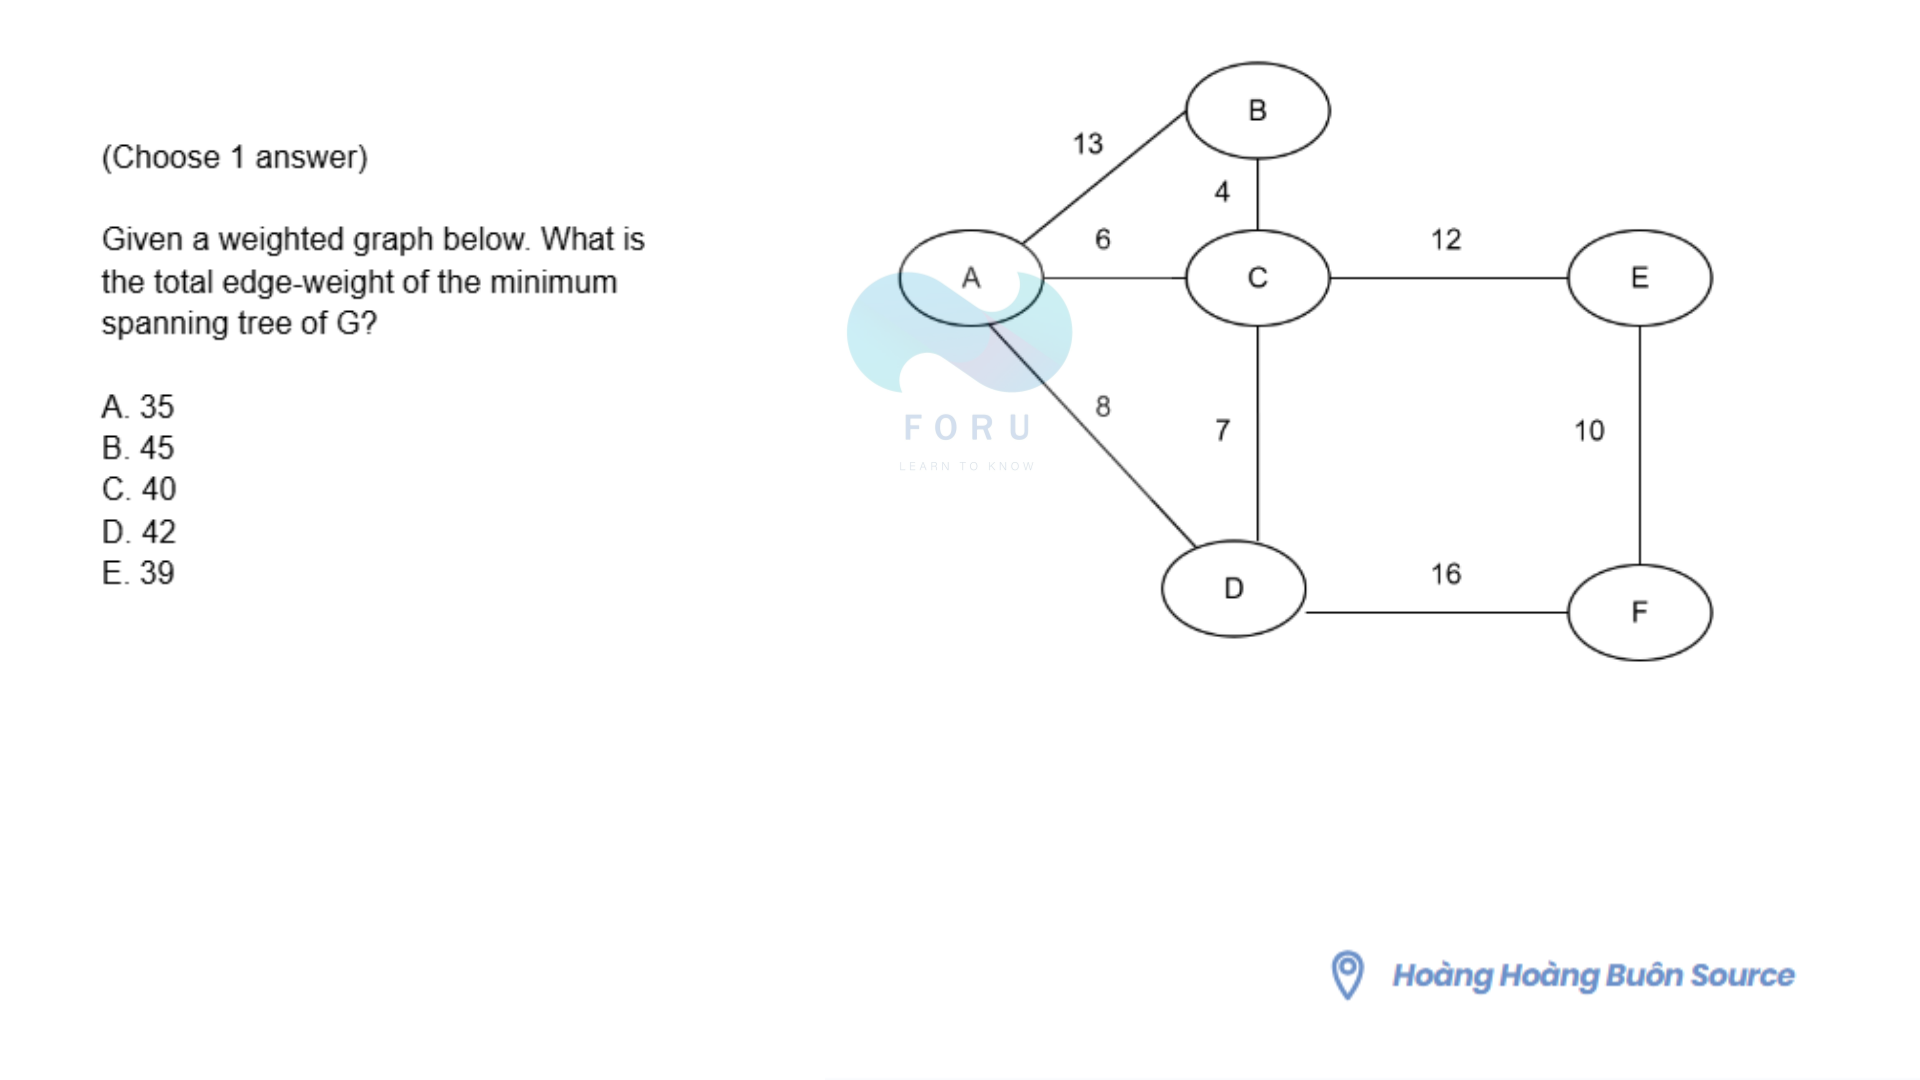 (Choose 1 answer)
Given a weighted graph below. What is
the total edge-weight of the minimum
spanning tree of G?
A. 35
B. 45
C. 40
D. 42
E. 39
B
13
4
6
12
A
C
E
8
7
10
FORU
LEARN TO KNOW
D
16
F
Hoàng Hoàng Buôn Source